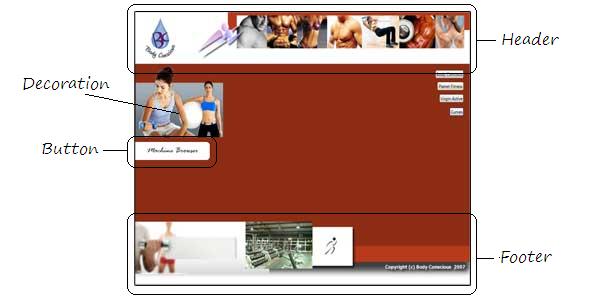 Body Conscious
Header
Body Conscious
Planet Fitness
Virgin Active
Curves
Decoration
Button
Machine Browser
Footer
Copyright (c) Body Conscious 2007